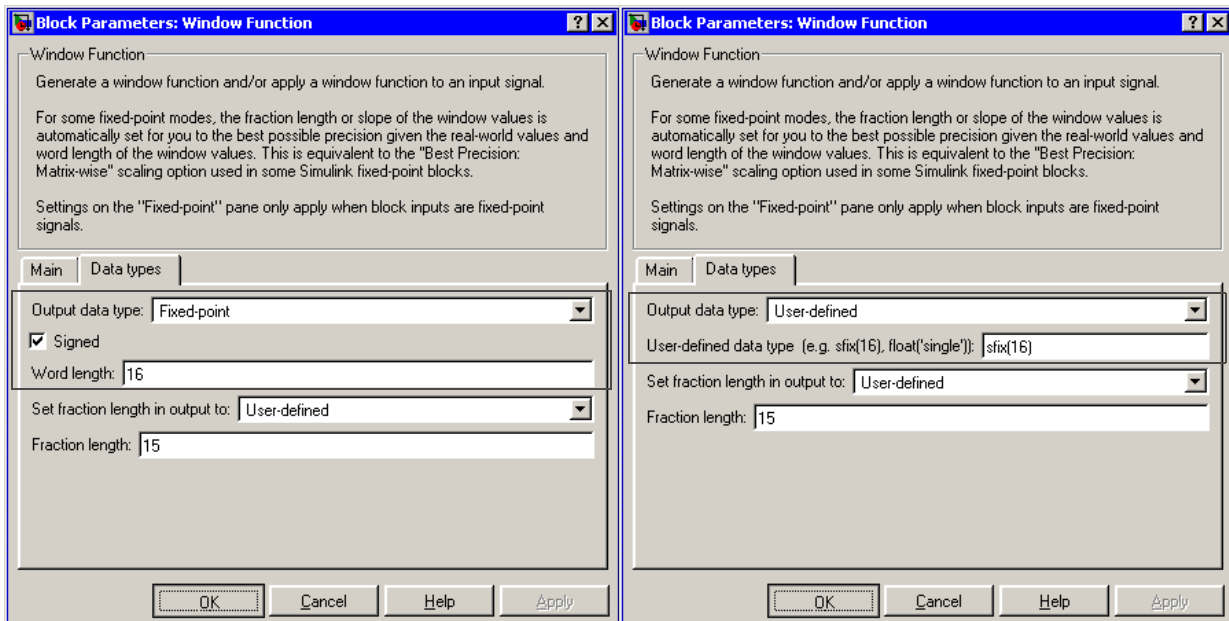 Block Parameters: Window Function
Window Function
Generate a window function and/or apply a window function to an input signal.
For some fixed-point modes, the fraction length or slope of the window values is
automatically set for you to the best possible precision given the real-world values and
word length of the window values. This is equivalent to the "Best Precision:
Matrix-wise" scaling option used in some Simulink fixed-point blocks.
Settings on the "Fixed-point" pane only apply when block inputs are fixed-point
signals.
Main Data types
Output data type: Fixed-point
Signed
Word length: 16
Set fraction length in output to: User-defined
Fraction length: 15
OK Cancel Help Apply
Block Parameters: Window Function
Window Function
Generate a window function and/or apply a window function to an input signal.
For some fixed-point modes, the fraction length or slope of the window values is
automatically set for you to the best possible precision given the real-world values and
word length of the window values. This is equivalent to the "Best Precision:
Matrix-wise" scaling option used in some Simulink fixed-point blocks.
Settings on the "Fixed-point" pane only apply when block inputs are fixed-point
signals.
Main Data types
Output data type: User-defined
User-defined data type (e.g. sfix(16), float('single')): sfix(16)
Set fraction length in output to: User-defined
Fraction length: 15
OK Cancel Help Apply